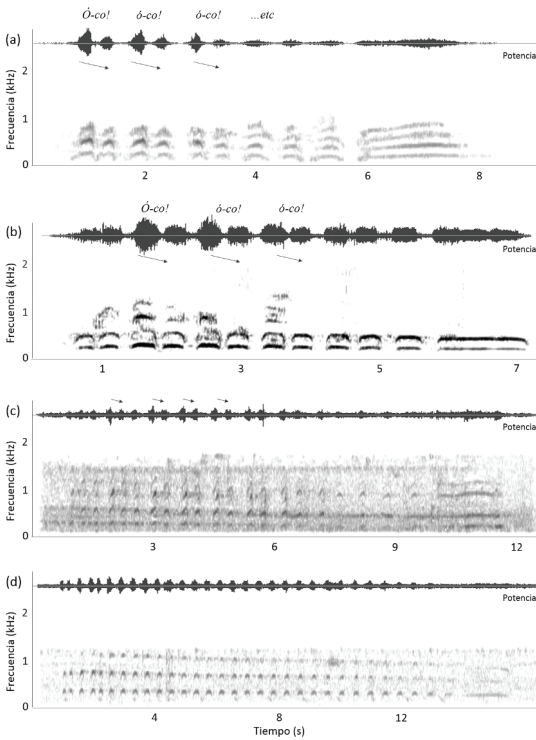 Ó-co! ó-co! ó-co! ...etc
(a)
Potencia
2
Frecuencia (kHz)
1
0
2 4 6 8
Ó-co! ó-co! ó-co!
(b)
Potencia
2
Frecuencia (kHz)
1
0
1 3 5 7
(c)
Potencia
2
Frecuencia (kHz)
1
0
3 6 9 12
(d)
Potencia
2
Frecuencia (kHz)
1
0
4 8 12
Tiempo (s)